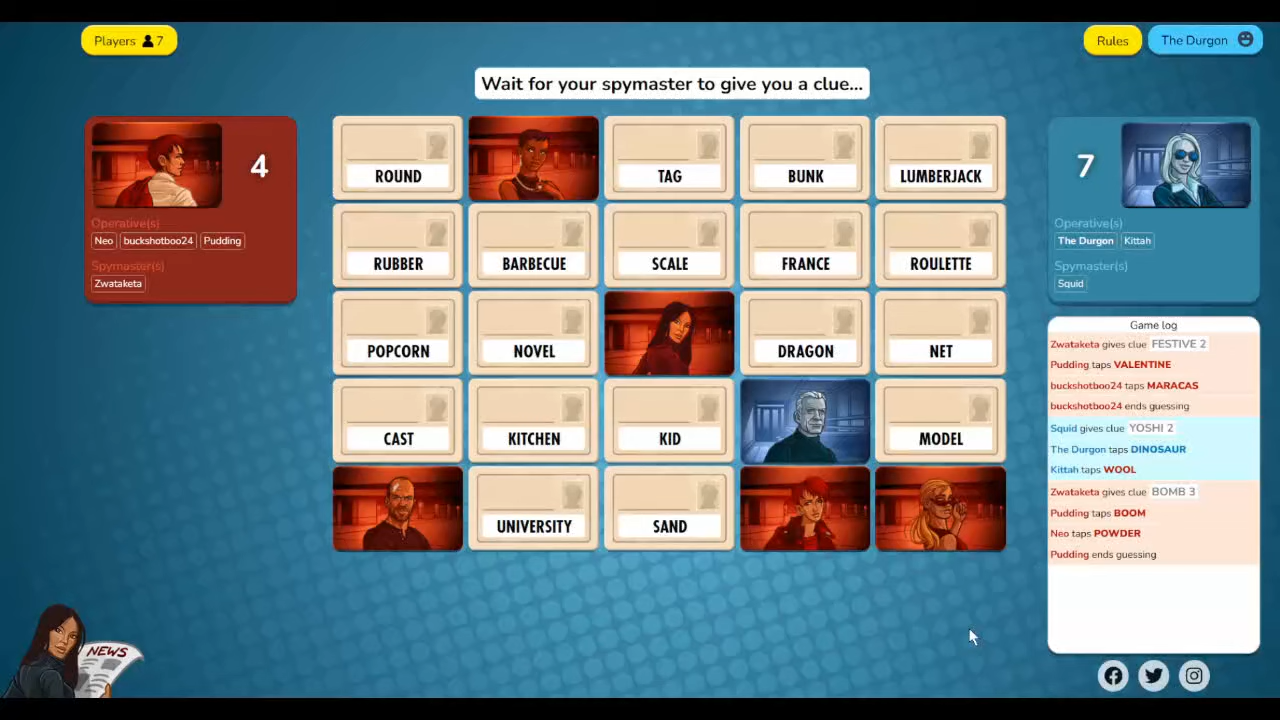 Players 7
Rules
The Durgon
Wait for your spymaster to give you a clue...
4
Operative(s)
Neo buckshotboo24 Pudding
Spymaster(s)
Zwataketa
ROUND
TAG
BUNK
LUMBERJACK
RUBBER
BARBECUE
SCALE
FRANCE
ROULETTE
POPCORN
NOVEL
DRAGON
NET
CAST
KITCHEN
KID
MODEL
UNIVERSITY
SAND
7
Operative(s)
The Durgon Kittah
Spymaster(s)
Squid
Game log
Zwataketa gives clue FESTIVE 2
Pudding taps VALENTINE
buckshotboo24 taps MARACAS
buckshotboo24 ends guessing
Squid gives clue YOSHI 2
The Durgon taps DINOSAUR
Kittah taps WOOL
Zwataketa gives clue BOMB 3
Pudding taps BOOM
Neo taps POWDER
Pudding ends guessing
NEWS